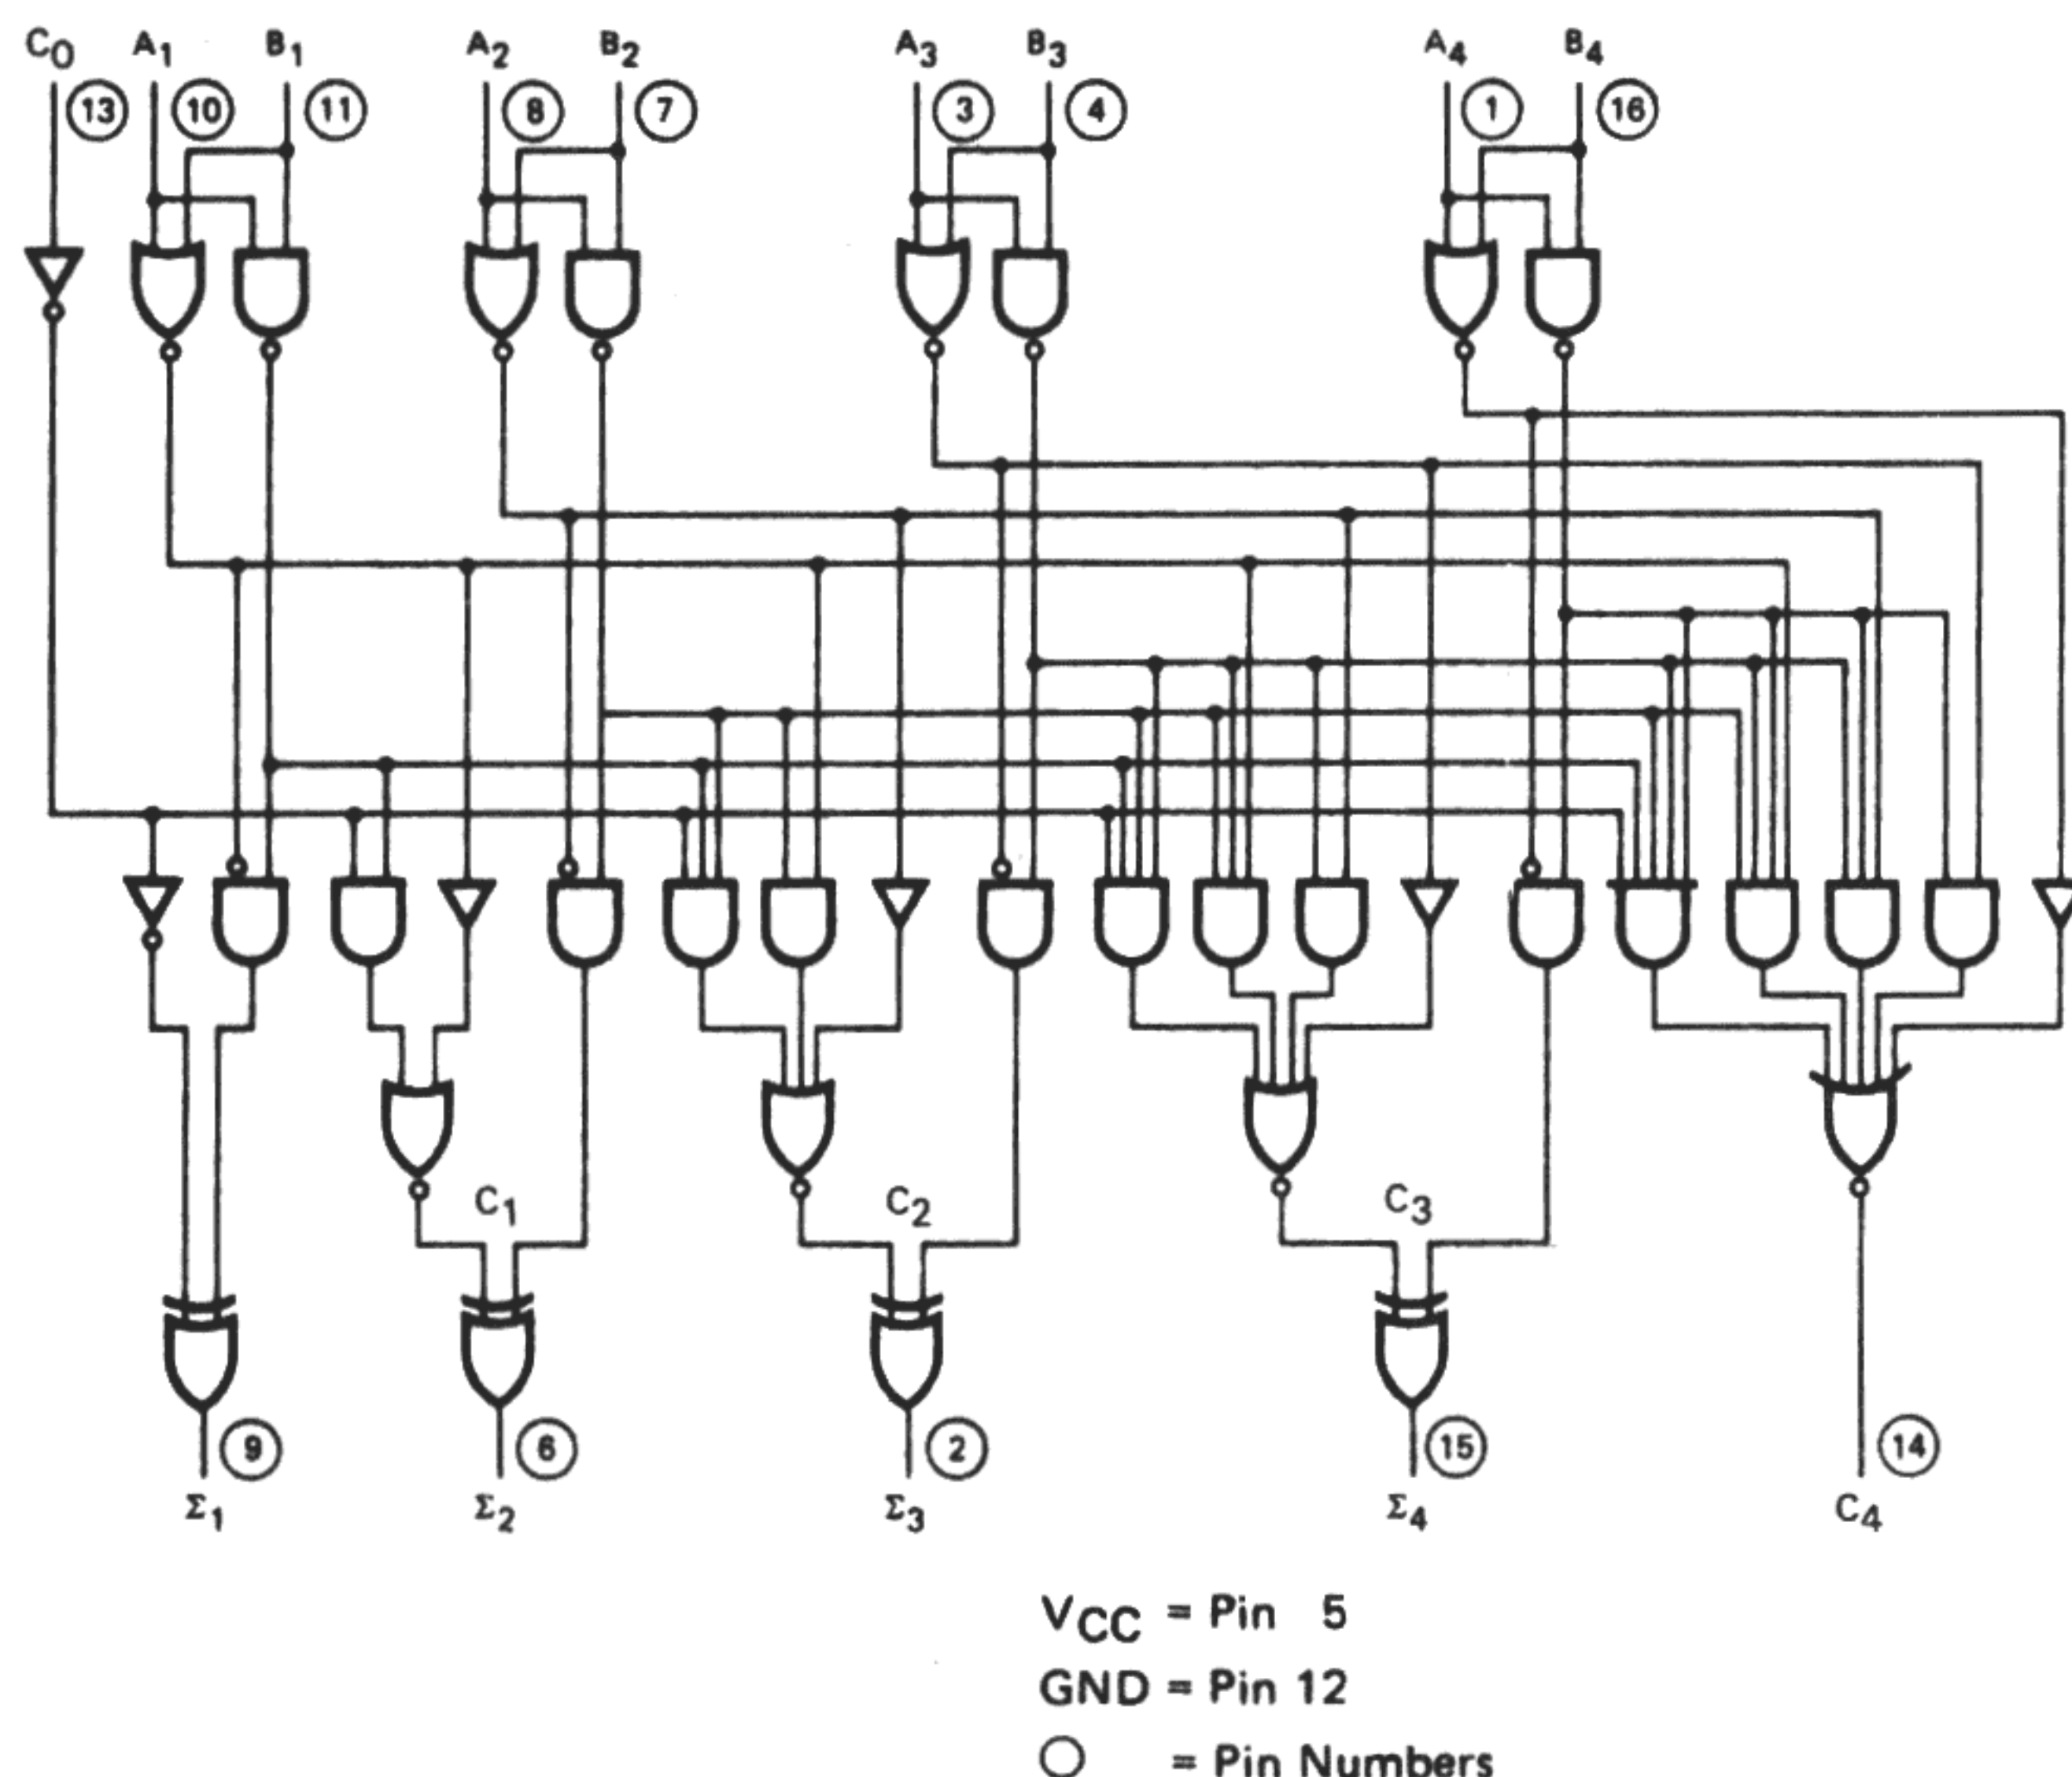 C0 A1 B1 A2 B2 A3 B3 A4 B4
13 10 11 8 7 3 4 1 16
C1 C2 C3
9 6 2 15 14
Σ1 Σ2 Σ3 Σ4 C4
VCC = Pin 5
GND = Pin 12
○ = Pin Numbers